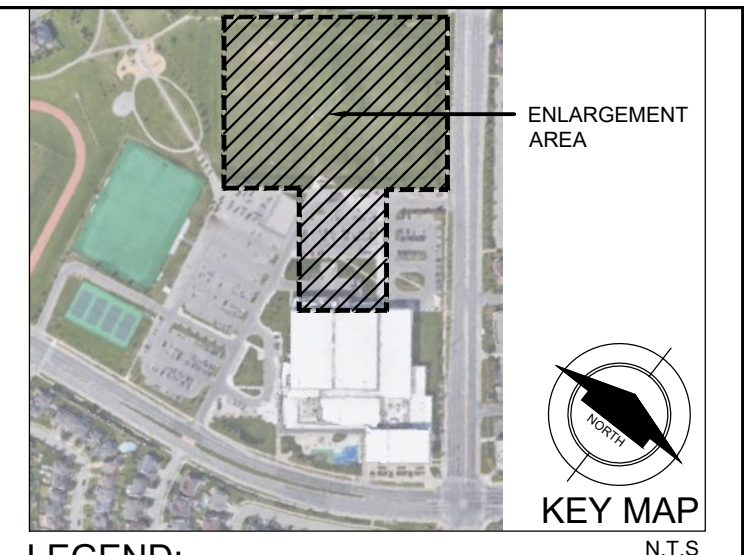 ENLARGEMENT
AREA
NORTH
KEY MAP
N.T.S
LEGEND: